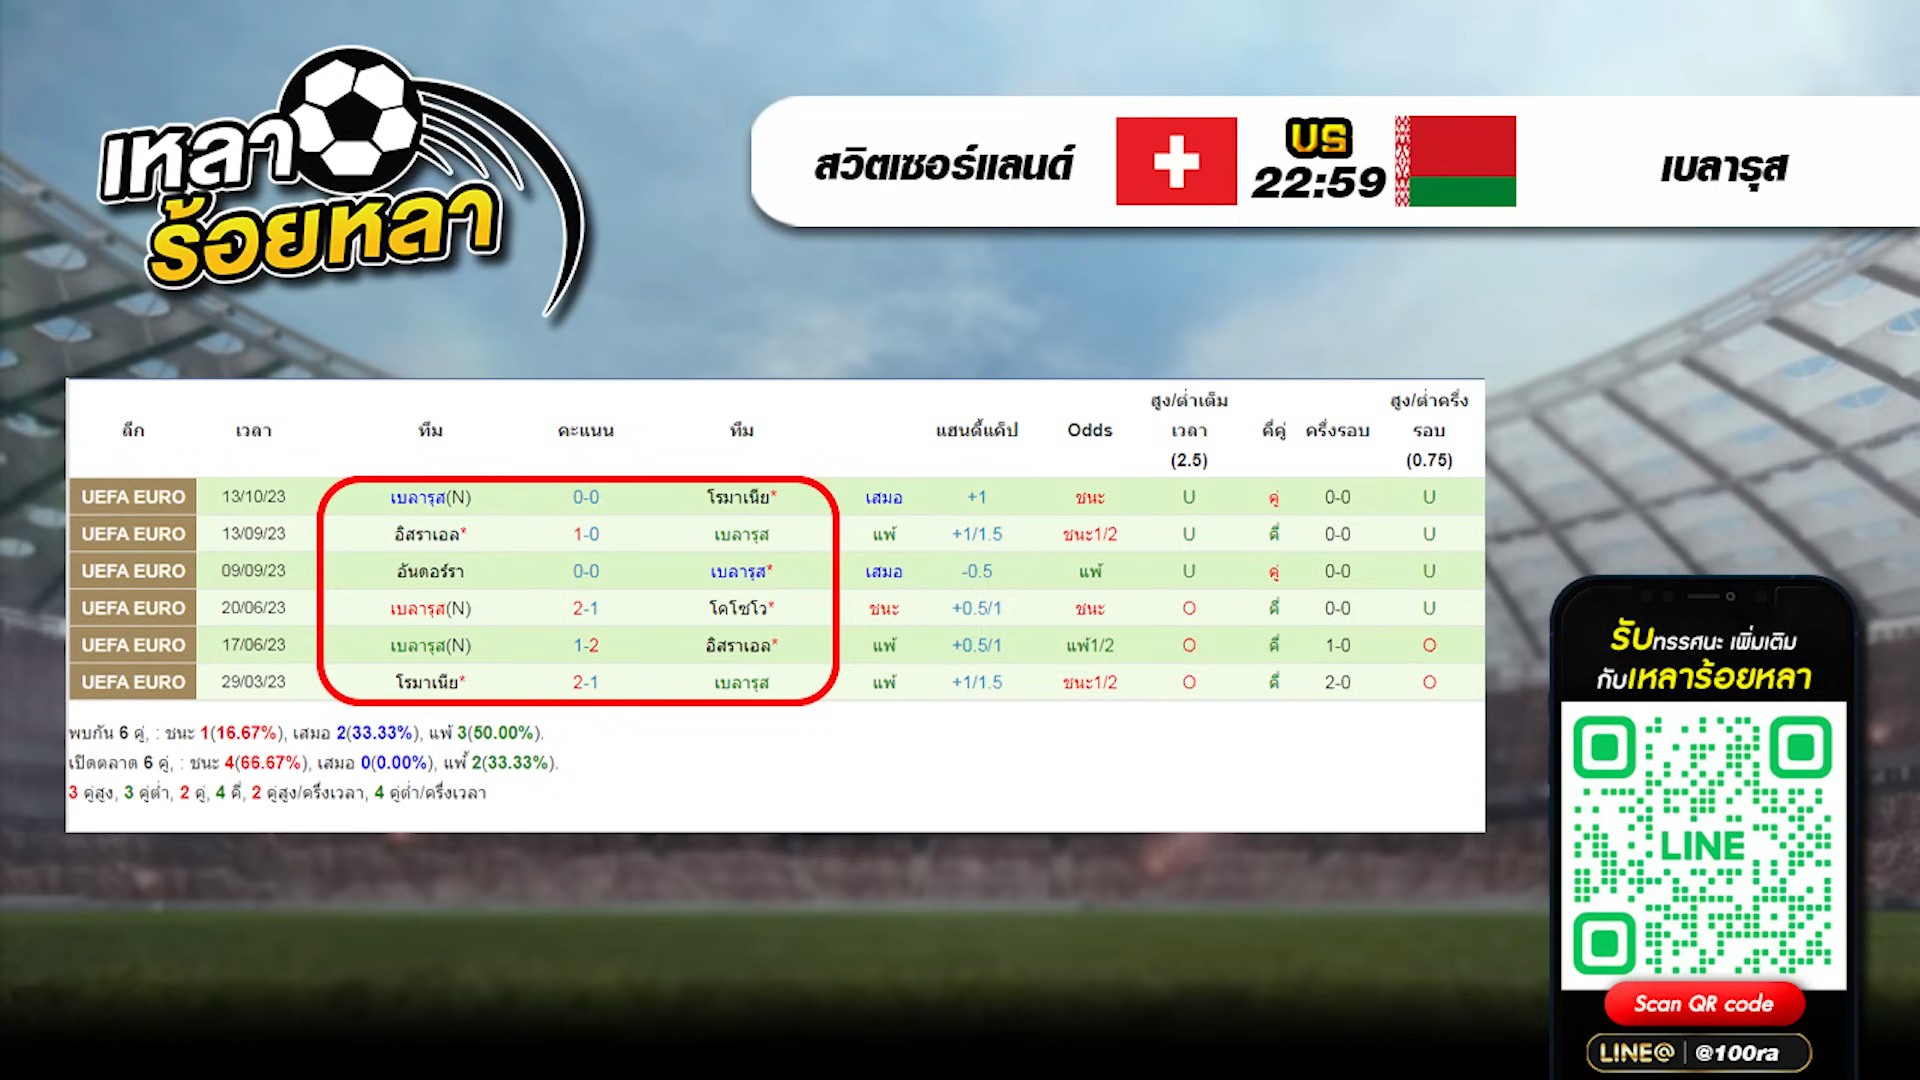 เหลา
ร้อยหลา
สวิตเซอร์แลนด์ VS 22:59 เบลารุส
ลีก เวลา ทีม คะแนน ทีม แฮนดี้แค็ป Odds สูง/ต่ำเต็มเวลา (2.5) คี่คู่ ครึ่งรอบ สูง/ต่ำครึ่งรอบ (0.75)
UEFA EURO 13/10/23 เบลารุส(N) 0-0 โรมาเนีย* เสมอ +1 ชนะ U คู่ 0-0 U
UEFA EURO 13/09/23 อิสราเอล* 1-0 เบลารุส แพ้ +1/1.5 ชนะ1/2 U คี่ 0-0 U
UEFA EURO 09/09/23 อันดอร์รา 0-0 เบลารุส* เสมอ -0.5 แพ้ U คู่ 0-0 U
UEFA EURO 20/06/23 เบลารุส(N) 2-1 โคโซโว* ชนะ +0.5/1 ชนะ O คี่ 0-0 U
UEFA EURO 17/06/23 เบลารุส(N) 1-2 อิสราเอล* แพ้ +0.5/1 แพ้1/2 O คี่ 1-0 O
UEFA EURO 29/03/23 โรมาเนีย* 2-1 เบลารุส แพ้ +1/1.5 ชนะ1/2 O คี่ 2-0 O
พบกัน 6 คู่, : ชนะ 1(16.67%), เสมอ 2(33.33%), แพ้ 3(50.00%).
เปิดตลาด 6 คู่, : ชนะ 4(66.67%), เสมอ 0(0.00%), แพ้ 2(33.33%).
3 คู่สูง, 3 คู่ต่ำ, 2 คู่, 4 คี่, 2 คู่สูง/ครึ่งเวลา, 4 คู่ต่ำ/ครึ่งเวลา
รับทรรศนะ เพิ่มเติม
กับเหลาร้อยหลา
LINE
Scan QR code
LINE@ | @100ra